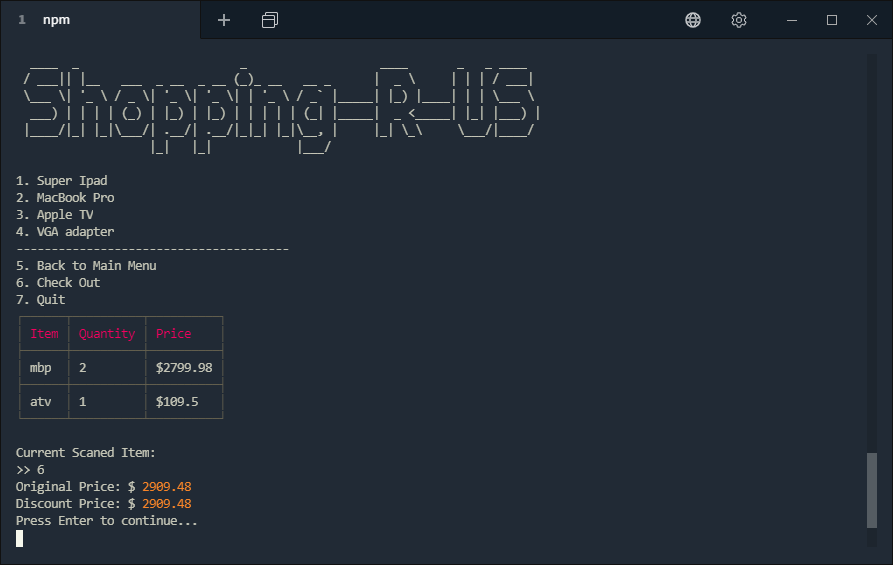 1 npm
Shopping-R-US
1. Super Ipad
2. MacBook Pro
3. Apple TV
4. VGA adapter
---------------------------------------
5. Back to Main Menu
6. Check Out
7. Quit
Item Quantity Price
mbp 2 $2799.98
atv 1 $109.5
Current Scaned Item:
>> 6
Original Price: $ 2909.48
Discount Price: $ 2909.48
Press Enter to continue...